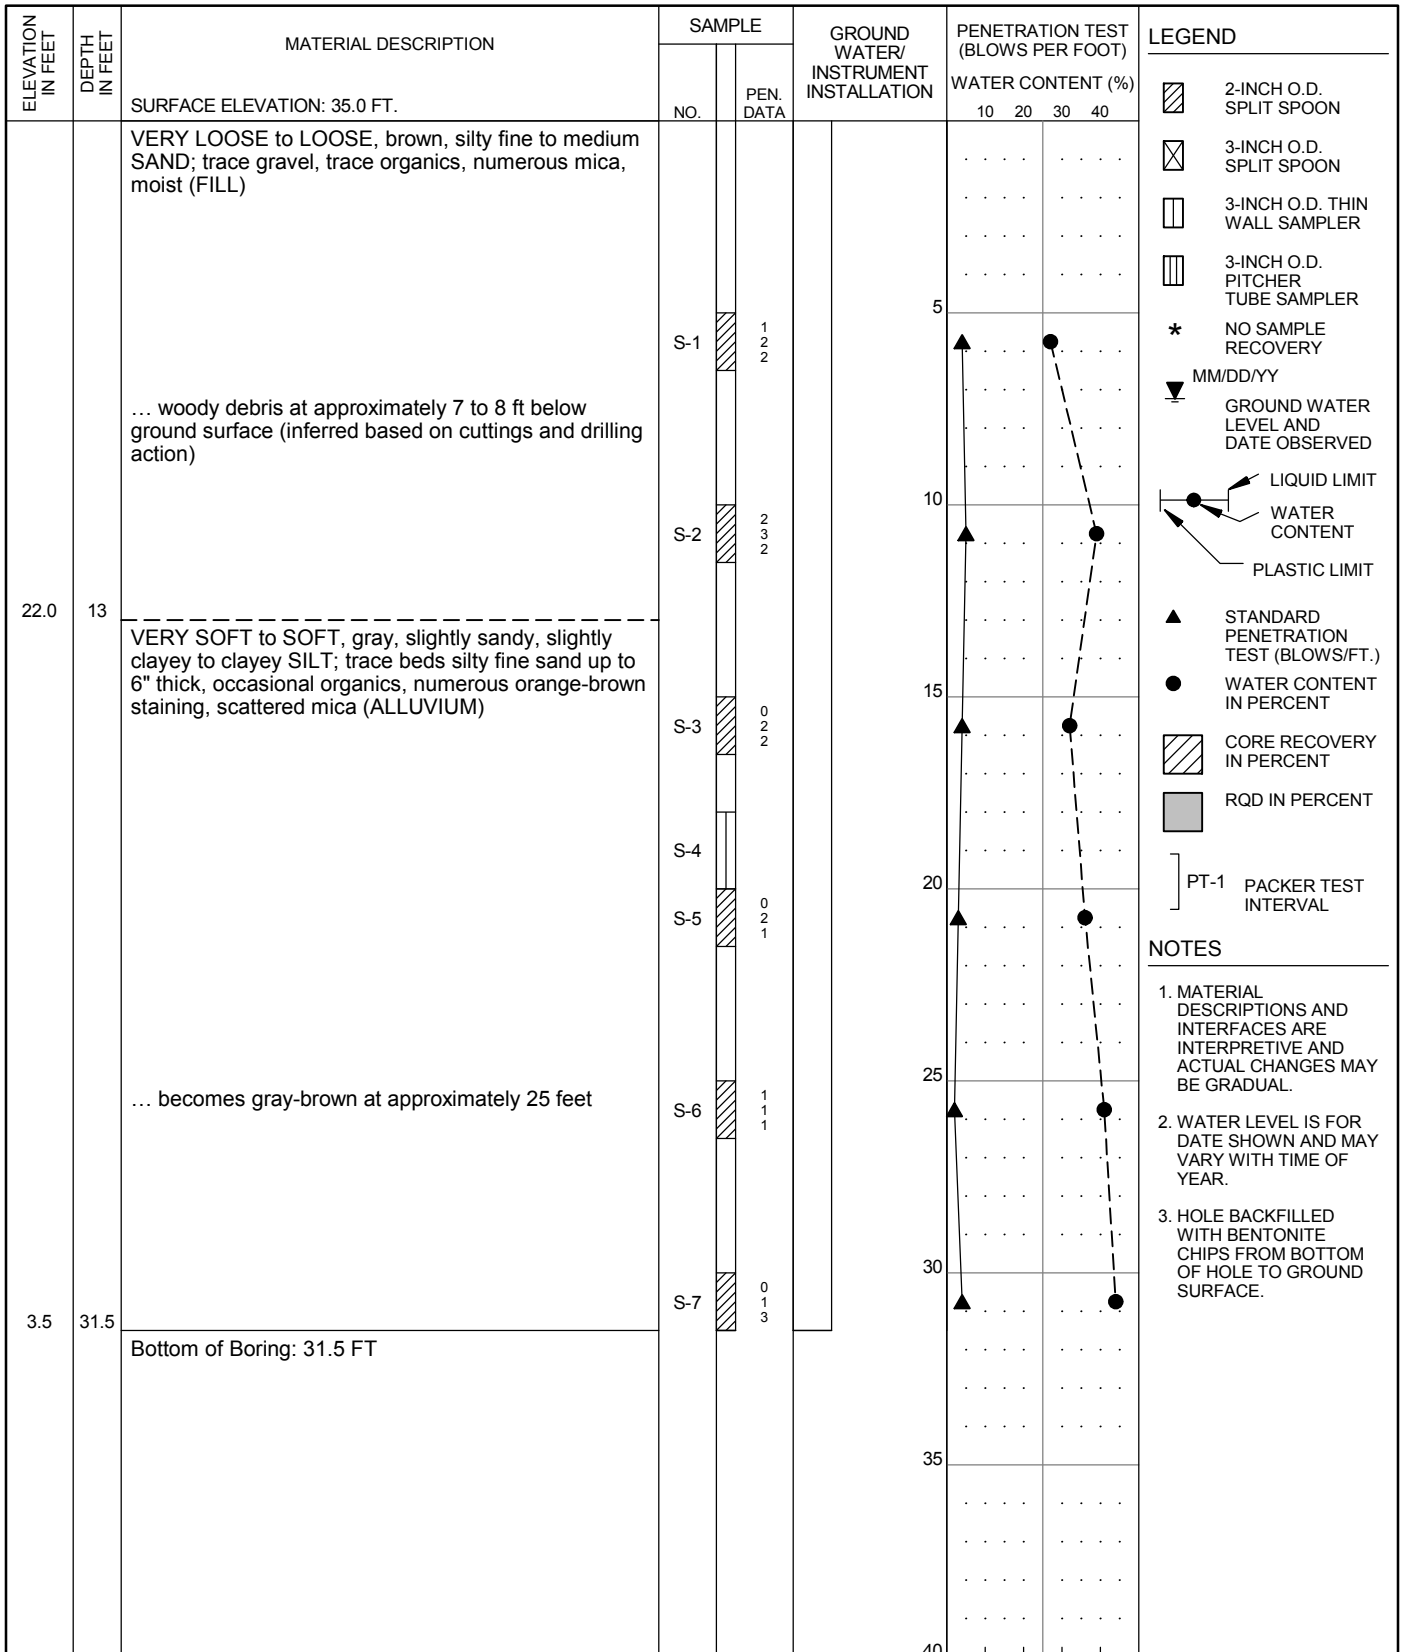 ELEVATION
IN FEET
DEPTH
IN FEET
MATERIAL DESCRIPTION
SURFACE ELEVATION: 35.0 FT.
SAMPLE
NO.
PEN.
DATA
GROUND
WATER/
INSTRUMENT
INSTALLATION
PENETRATION TEST
(BLOWS PER FOOT)
WATER CONTENT (%)
10 20 30 40
VERY LOOSE to LOOSE, brown, silty fine to medium
SAND; trace gravel, trace organics, numerous mica,
moist (FILL)
5
S-1
1
2
2
… woody debris at approximately 7 to 8 ft below
ground surface (inferred based on cuttings and drilling
action)
10
S-2
2
3
2
22.0 13
VERY SOFT to SOFT, gray, slightly sandy, slightly
clayey to clayey SILT; trace beds silty fine sand up to
6" thick, occasional organics, numerous orange-brown
staining, scattered mica (ALLUVIUM)
15
S-3
0
2
2
S-4
20
S-5
0
2
1
25
… becomes gray-brown at approximately 25 feet
S-6
1
1
1
30
S-7
0
1
3
3.5 31.5
Bottom of Boring: 31.5 FT
35
40
LEGEND
2-INCH O.D.
SPLIT SPOON
3-INCH O.D.
SPLIT SPOON
3-INCH O.D. THIN
WALL SAMPLER
3-INCH O.D.
PITCHER
TUBE SAMPLER
* NO SAMPLE
RECOVERY
MM/DD/YY
GROUND WATER
LEVEL AND
DATE OBSERVED
LIQUID LIMIT
WATER
CONTENT
PLASTIC LIMIT
STANDARD
PENETRATION
TEST (BLOWS/FT.)
WATER CONTENT
IN PERCENT
CORE RECOVERY
IN PERCENT
RQD IN PERCENT
PT-1 PACKER TEST
INTERVAL
NOTES
1. MATERIAL
DESCRIPTIONS AND
INTERFACES ARE
INTERPRETIVE AND
ACTUAL CHANGES MAY
BE GRADUAL.
2. WATER LEVEL IS FOR
DATE SHOWN AND MAY
VARY WITH TIME OF
YEAR.
3. HOLE BACKFILLED
WITH BENTONITE
CHIPS FROM BOTTOM
OF HOLE TO GROUND
SURFACE.